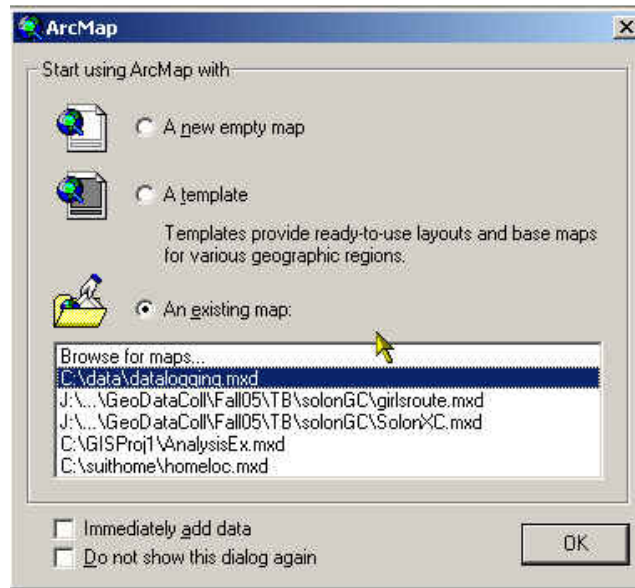 ArcMap
Start using ArcMap with
A new empty map
A template
Templates provide ready-to-use layouts and base maps
for various geographic regions.
An existing map:
Browse for maps...
C:\data\datalogging.mxd
J:\...\GeoDataColl\Fall05\TB\solonGC\girlsroute.mxd
J:\...\GeoDataColl\Fall05\TB\solonGC\SolonXC.mxd
C:\GISProj1\AnalysisEx.mxd
C:\suithome\homeloc.mxd
Immediately add data
Do not show this dialog again
OK